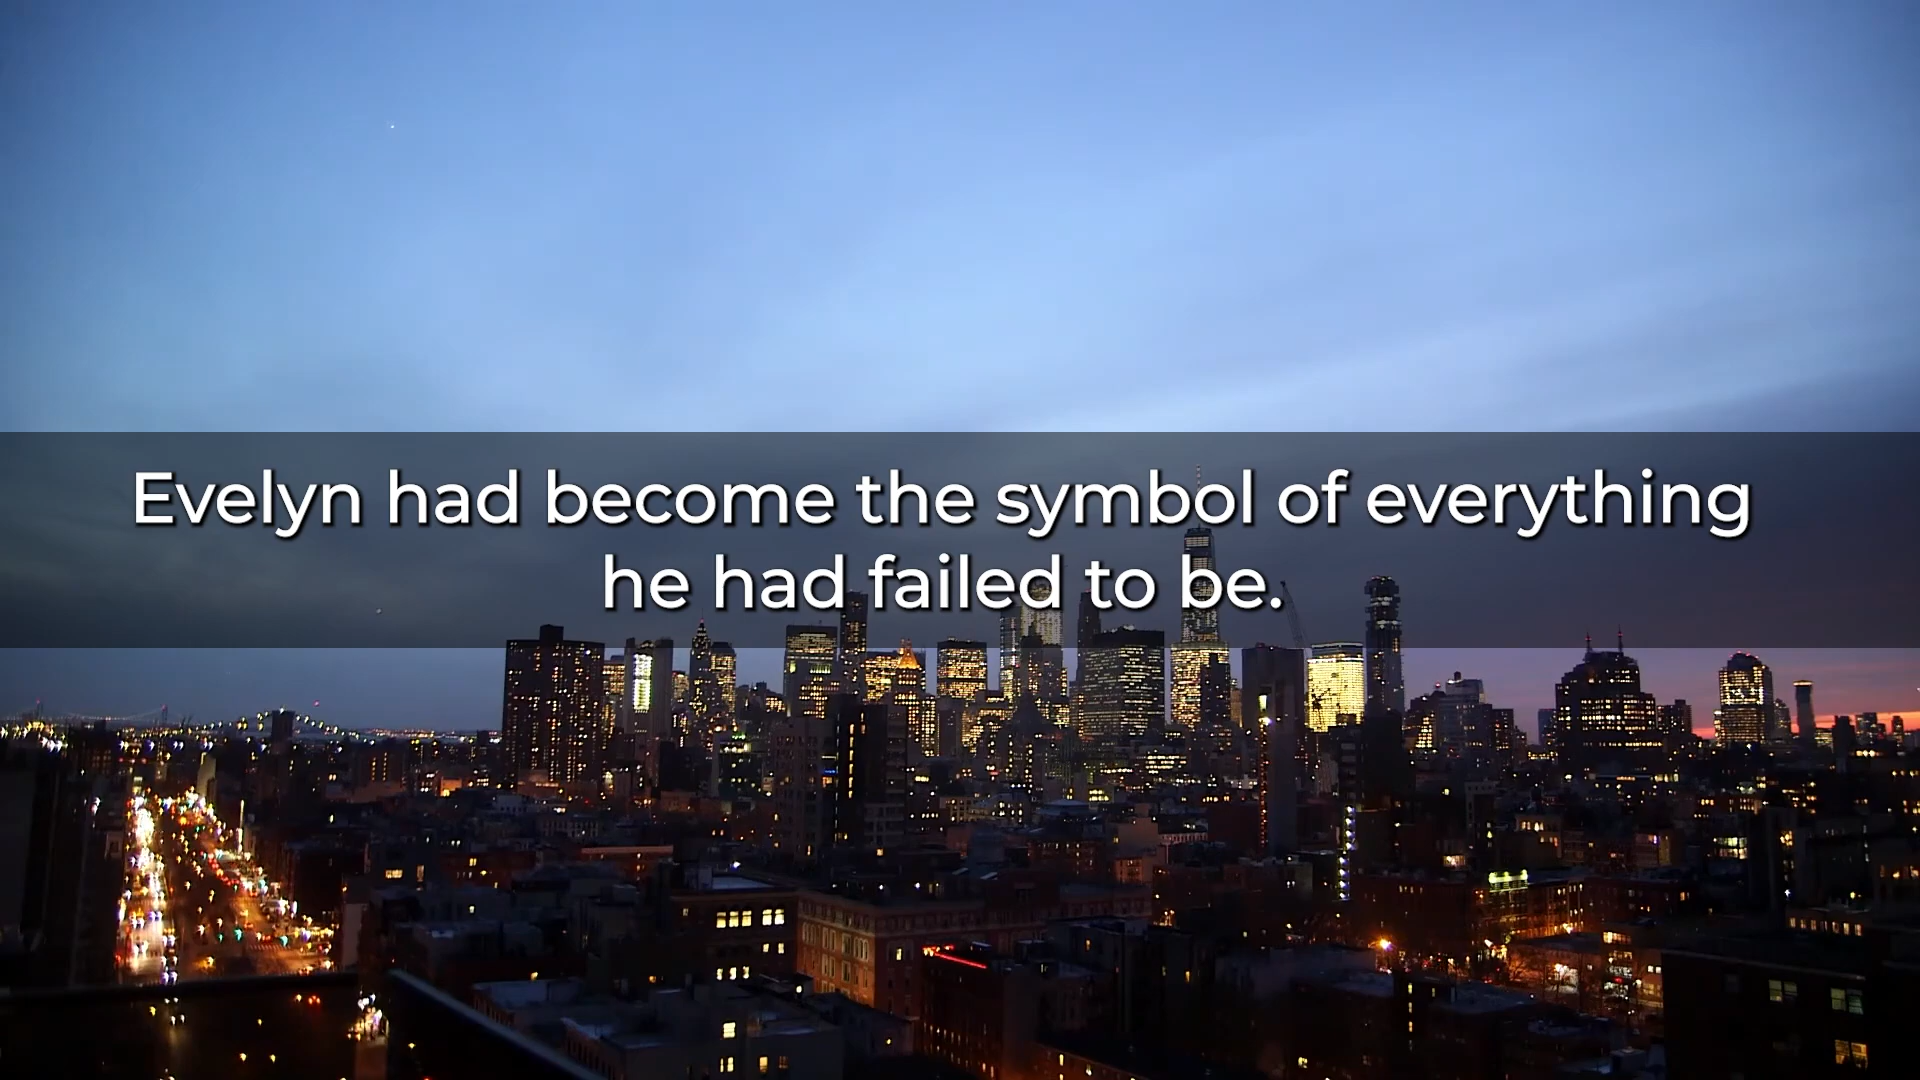 Evelyn had become the symbol of everything
he had failed to be.